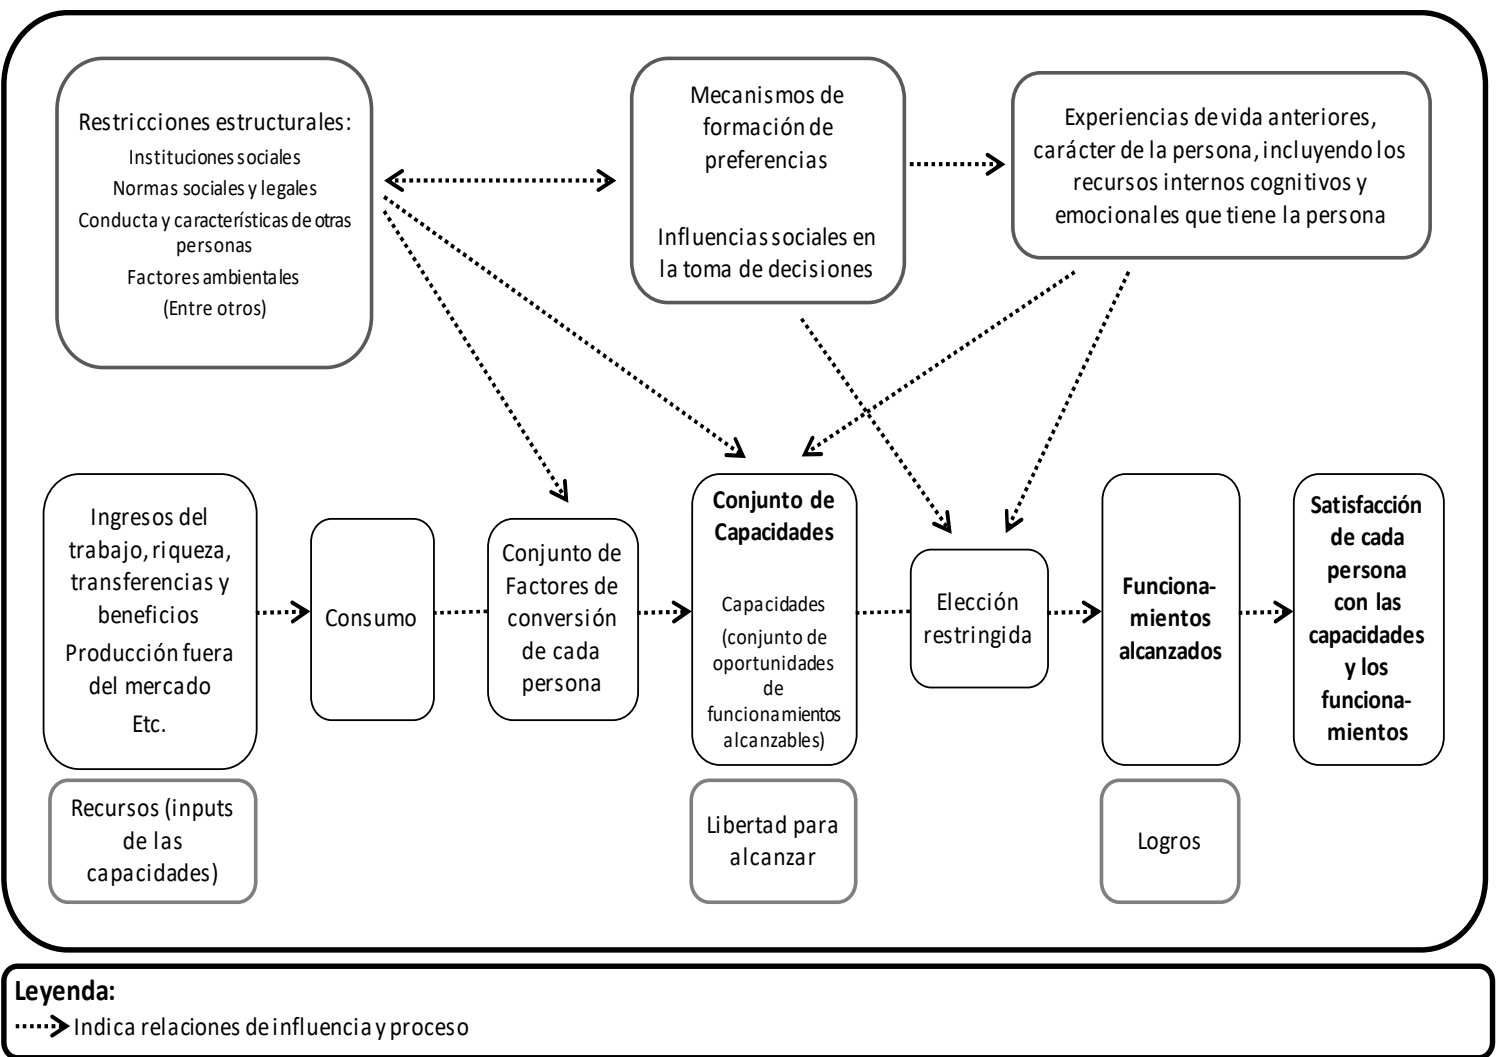 Restricciones estructurales:
Instituciones sociales
Normas sociales y legales
Conducta y características de otras
personas
Factores ambientales
(Entre otros)
Mecanismos de
formación de
preferencias
Influencias sociales en
la toma de decisiones
Experiencias de vida anteriores,
carácter de la persona, incluyendo los
recursos internos cognitivos y
emocionales que tiene la persona
Ingresos del
trabajo, riqueza,
transferencias y
beneficios
Producción fuera
del mercado
Etc.
Consumo
Conjunto de
Factores de
conversión
de cada
persona
Conjunto de
Capacidades
Capacidades
(conjunto de
oportunidades
de
funcionamientos
alcanzables)
Elección
restringida
Funciona-
mientos
alcanzados
Satisfacción
de cada
persona
con las
capacidades
y los
funciona-
mientos
Recursos (inputs
de las
capacidades)
Libertad para
alcanzar
Logros
Leyenda:
Indica relaciones de influencia y proceso